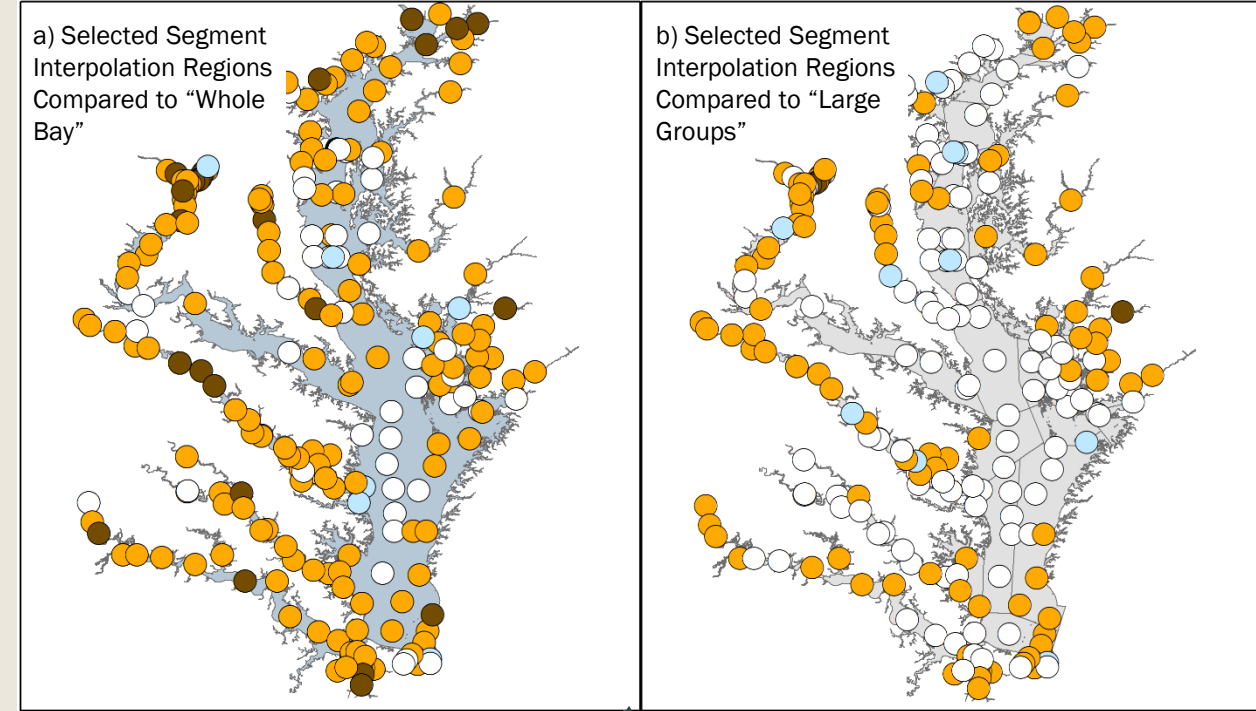 a) Selected Segment
Interpolation Regions
Compared to “Whole
Bay”
b) Selected Segment
Interpolation Regions
Compared to “Large
Groups”